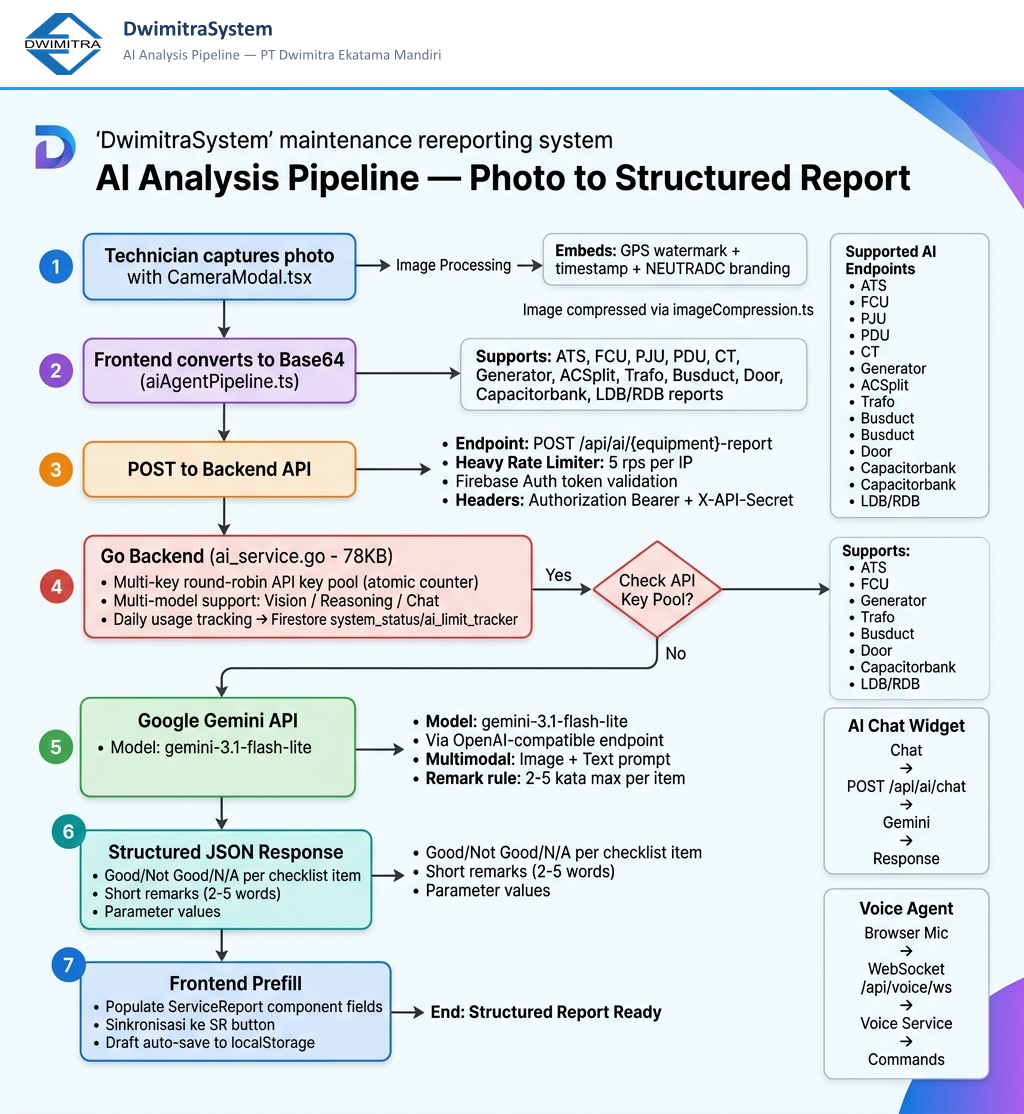 DWIMITRA
DwimitraSystem
AI Analysis Pipeline — PT Dwimitra Ekatama Mandiri
'DwimitraSystem' maintenance rereporting system
AI Analysis Pipeline — Photo to Structured Report
1
Technician captures photo
with CameraModal.tsx
Image Processing
Embeds: GPS watermark +
timestamp + NEUTRADC branding
Image compressed via imageCompression.ts
2
Frontend converts to Base64
(aiAgentPipeline.ts)
Supports: ATS, FCU, PJU, PDU, CT,
Generator, ACSplit, Trafo, Busduct, Door,
Capacitorbank, LDB/RDB reports
3
POST to Backend API
• Endpoint: POST /api/ai/{equipment}-report
• Heavy Rate Limiter: 5 rps per IP
• Firebase Auth token validation
• Headers: Authorization Bearer + X-API-Secret
4
Go Backend (ai_service.go - 78KB)
• Multi-key round-robin API key pool (atomic counter)
• Multi-model support: Vision / Reasoning / Chat
• Daily usage tracking → Firestore system_status/ai_limit_tracker
Yes
Check API
Key Pool?
No
5
Google Gemini API
• Model: gemini-3.1-flash-lite
• Model: gemini-3.1-flash-lite
• Via OpenAI-compatible endpoint
• Multimodal: Image + Text prompt
• Remark rule: 2-5 kata max per item
6
Structured JSON Response
• Good/Not Good/N/A per checklist item
• Short remarks (2-5 words)
• Parameter values
• Good/Not Good/N/A per checklist item
• Short remarks (2-5 words)
• Parameter values
7
Frontend Prefill
• Populate ServiceReport component fields
• Sinkronisasi ke SR button
• Draft auto-save to localStorage
End: Structured Report Ready
Supported AI
Endpoints
• ATS
• FCU
• PJU
• PDU
• CT
• Generator
• ACSplit
• Trafo
• Busduct
• Busduct
• Door
• Capacitorbank
• Capacitorbank
• LDB/RDB
Supports:
• ATS
• FCU
• Generator
• Trafo
• Busduct
• Door
• Capacitorbank
• LDB/RDB
AI Chat Widget
Chat
→
POST /apl/ai/chat
→
Gemini
→
Response
Voice Agent
Browser Mic
→
WebSocket
/api/voice/ws
→
Voice Service
→
Commands